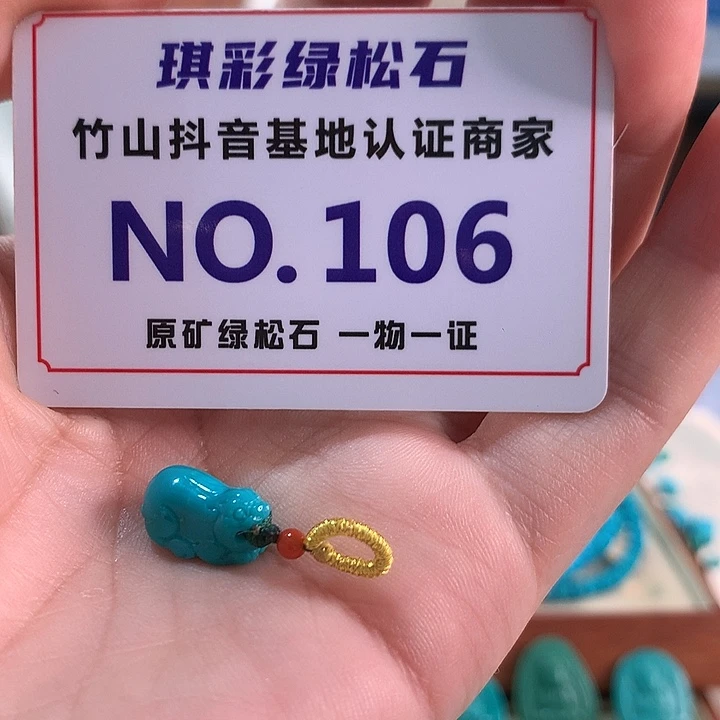 琪彩绿松石
竹山抖音基地认证商家
NO.106
原矿绿松石 一物一证